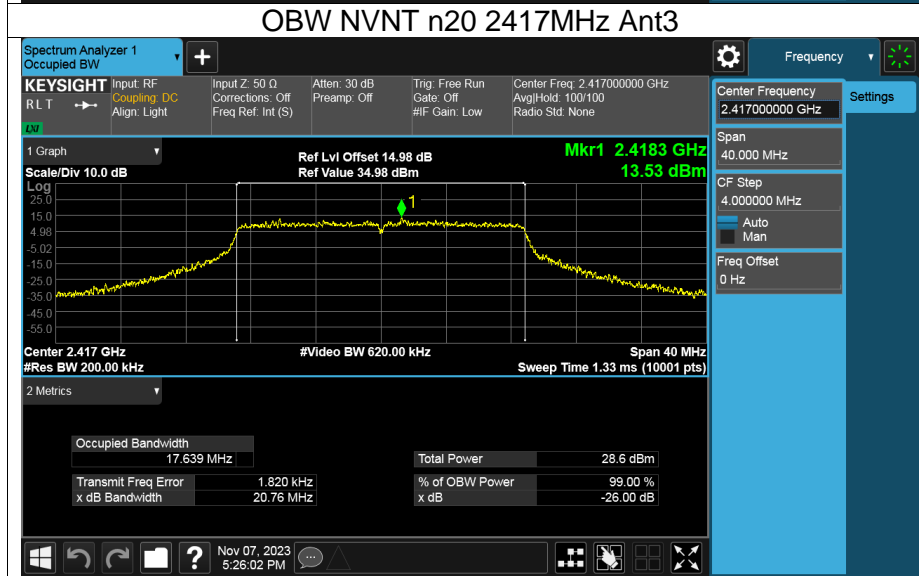 OBW NVNT n20 2417MHz Ant3
Spectrum Analyzer 1
Occupied BW
+
Frequency
KEYSIGHT Input: RF Input Z: 50 Ω Atten: 30 dB Trig: Free Run Center Freq: 2.417000000 GHz
RLT Coupling: DC Corrections: Off Preamp: Off Gate: Off Avg|Hold: 100/100
Align: Light Freq Ref: Int (S) #IF Gain: Low Radio Std: None
LXI
Center Frequency
2.417000000 GHz
Settings
Span
40.000 MHz
CF Step
4.000000 MHz
Auto
Man
Freq Offset
0 Hz
1 Graph Ref Lvl Offset 14.98 dB Mkr1 2.4183 GHz
Scale/Div 10.0 dB Ref Value 34.98 dBm 13.53 dBm
Log
25.0
1
15.0
4.98
-5.02
-15.0
-25.0
-35.0
-45.0
-55.0
Center 2.417 GHz #Video BW 620.00 kHz Span 40 MHz
#Res BW 200.00 kHz Sweep Time 1.33 ms (10001 pts)
2 Metrics
Occupied Bandwidth
17.639 MHz Total Power 28.6 dBm
Transmit Freq Error 1.820 kHz % of OBW Power 99.00 %
x dB Bandwidth 20.76 MHz x dB -26.00 dB
? Nov 07, 2023
5:26:02 PM